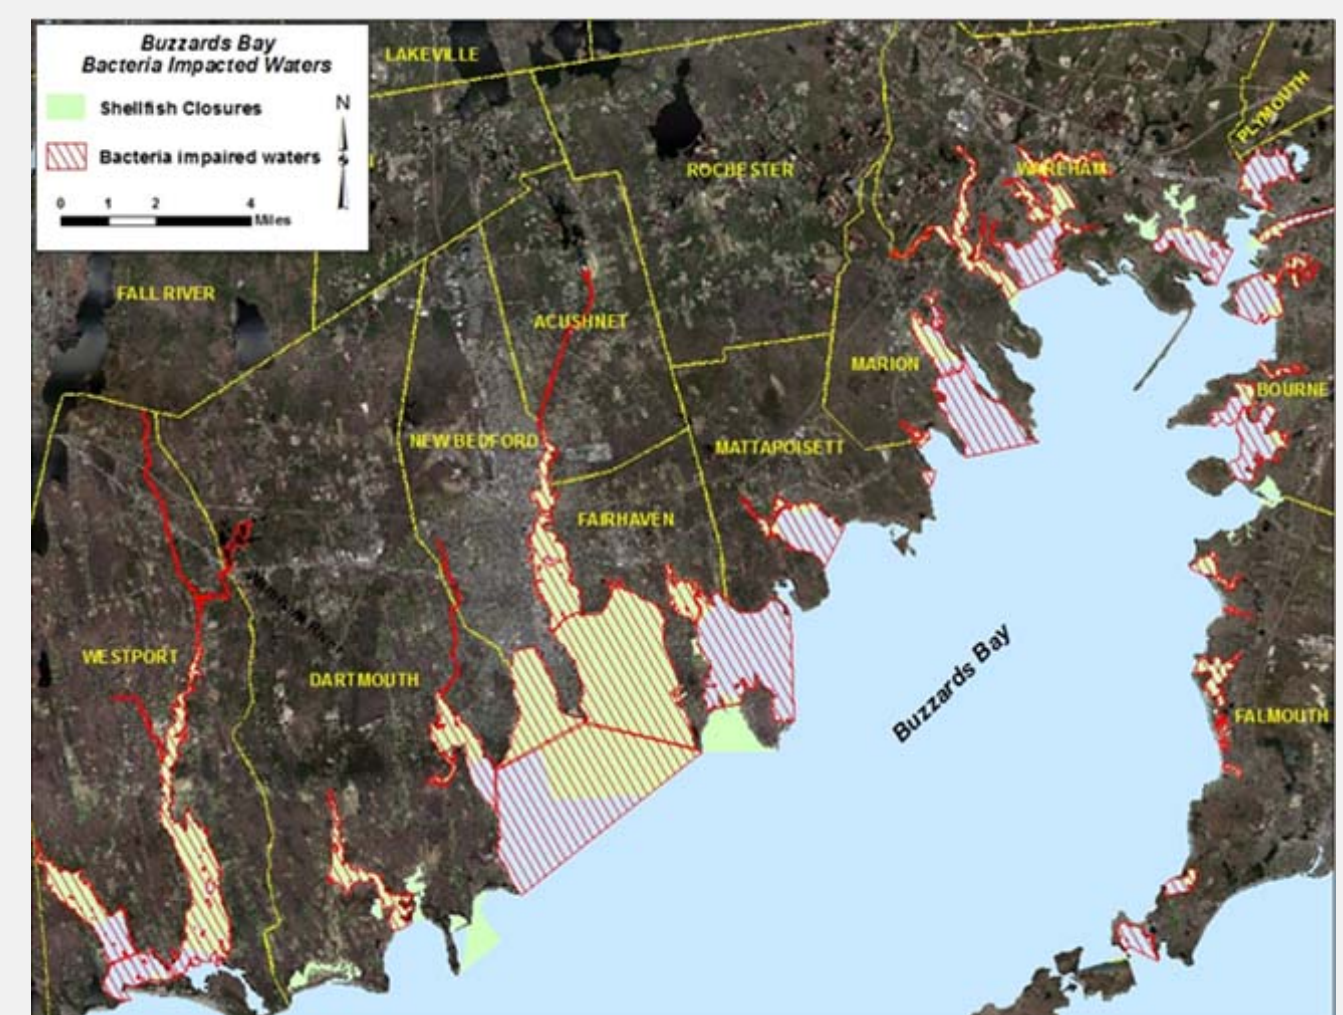 Buzzards Bay
Bacteria Impacted Waters
Shellfish Closures
N
Bacteria impaired waters
0 1 2 4
Miles
LAKEVILLE
PLYMOUTH
ROCHESTER
WAREHAM
FALL RIVER
ACUSHNET
MARION
BOURNE
NEW BEDFORD
MATTAPOISETT
FAIRHAVEN
WESTPORT
DARTMOUTH
Buzzards Bay
FALMOUTH